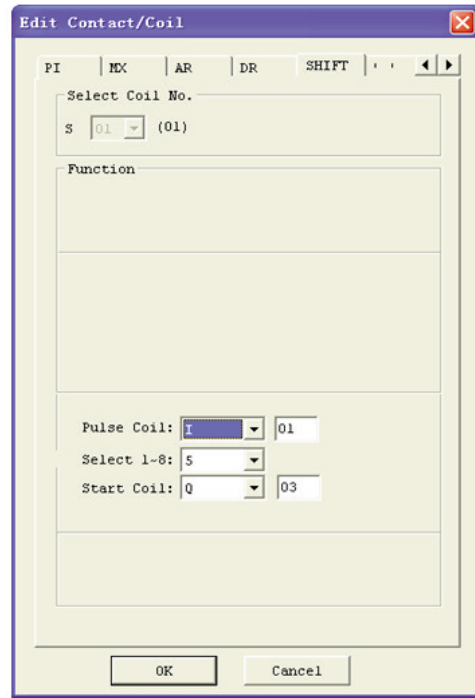 Edit Contact/Coil
PI MX AR DR SHIFT
Select Coil No.
S 01 (01)
Function
Pulse Coil: I 01
Select 1~8: 5
Start Coil: Q 03
OK Cancel